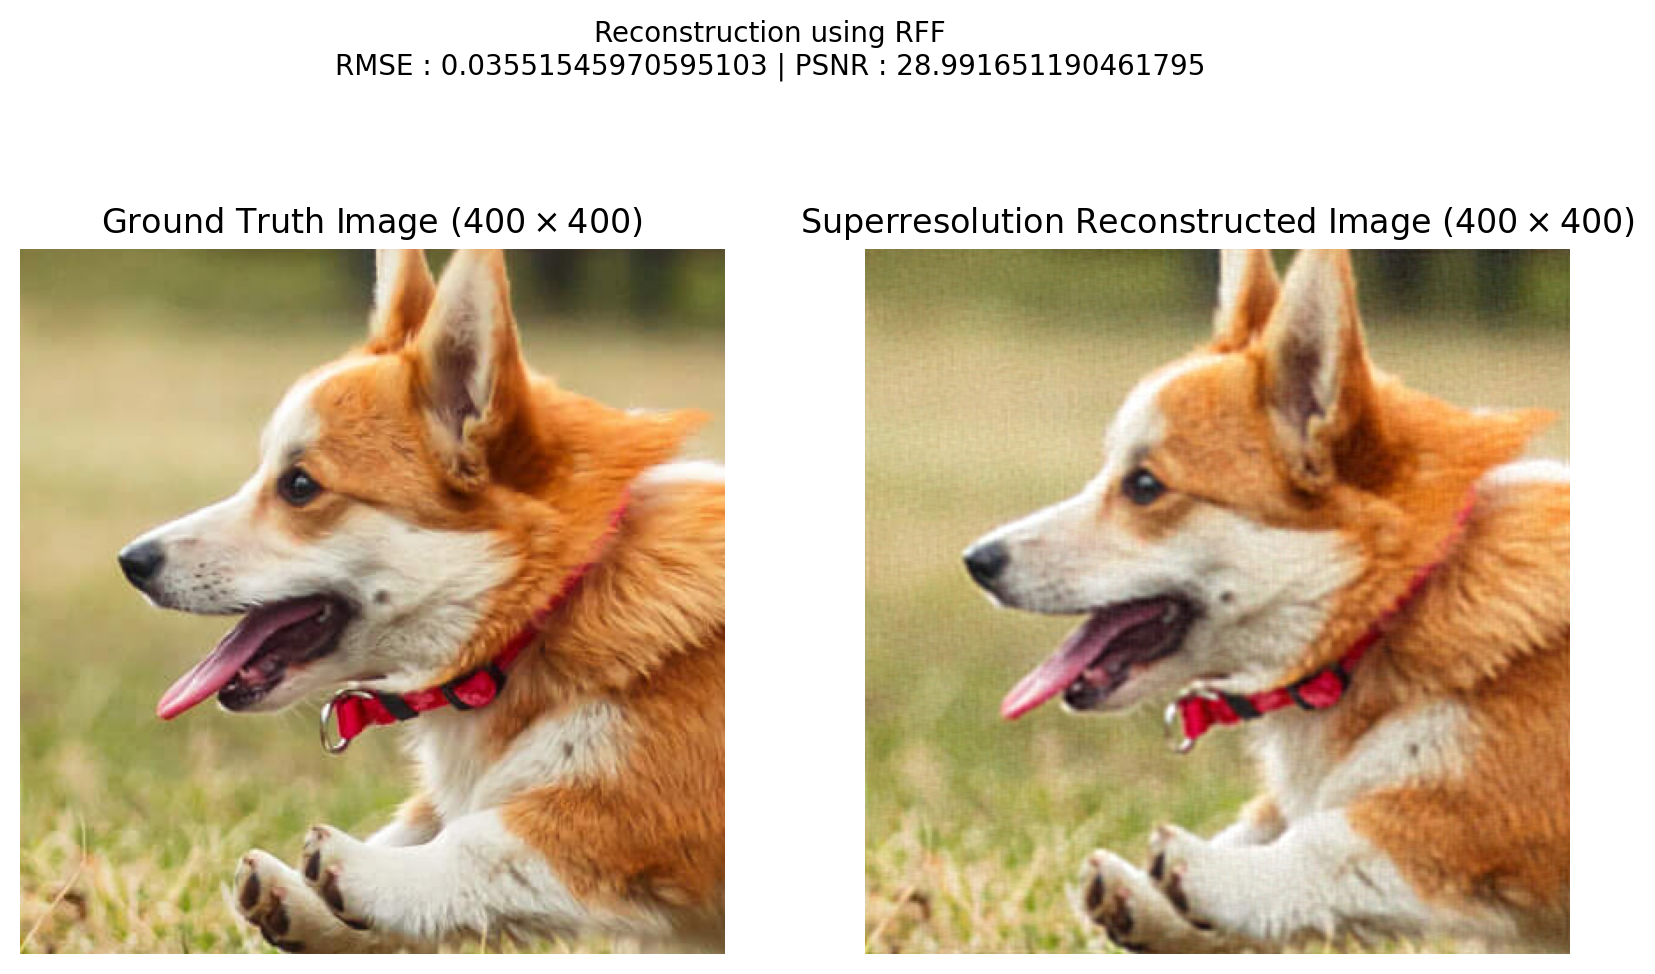 Reconstruction using RFF
RMSE : 0.03551545970595103 | PSNR : 28.991651190461795
Ground Truth Image (400 × 400)
Superresolution Reconstructed Image (400 × 400)